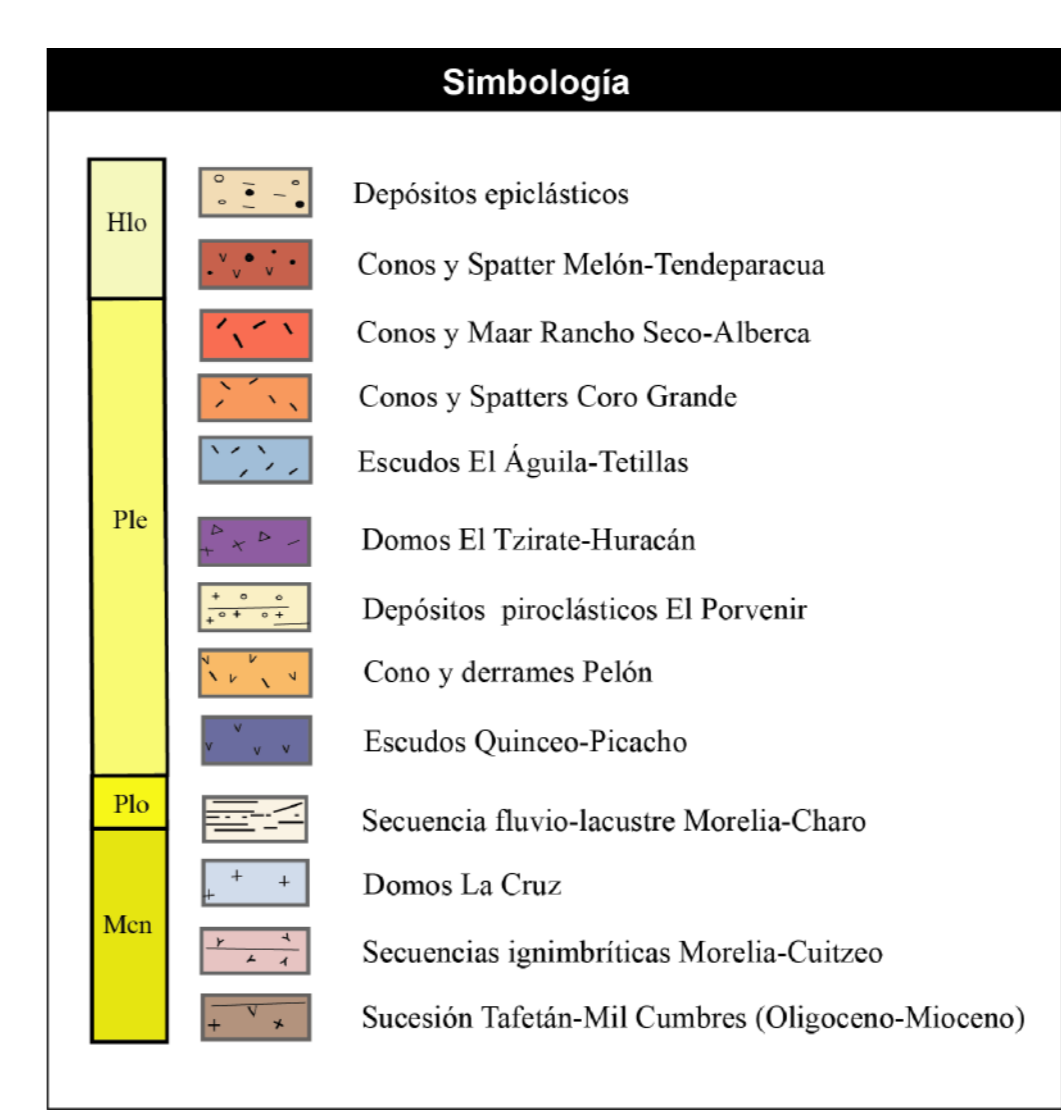 Simbología
Hlo
Depósitos epiclásticos
Conos y Spatter Melón-Tendeparacua
Ple
Conos y Maar Rancho Seco-Alberca
Conos y Spatters Coro Grande
Escudos El Águila-Tetillas
Domos El Tzirate-Huracán
Depósitos piroclásticos El Porvenir
Cono y derrames Pelón
Escudos Quinceo-Picacho
Plo
Secuencia fluvio-lacustre Morelia-Charo
Mcn
Domos La Cruz
Secuencias ignimbríticas Morelia-Cuitzeo
Sucesión Tafetán-Mil Cumbres (Oligoceno-Mioceno)